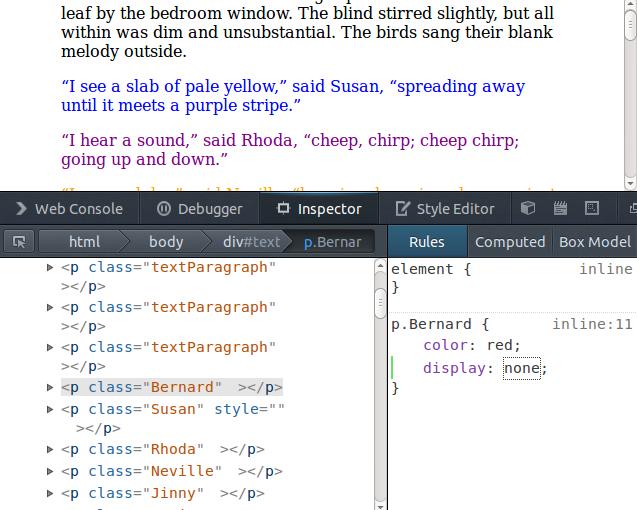 leaf by the bedroom window. The blind stirred slightly, but all
within was dim and unsubstantial. The birds sang their blank
melody outside.
“I see a slab of pale yellow,” said Susan, “spreading away
until it meets a purple stripe.”
“I hear a sound,” said Rhoda, “cheep, chirp; cheep chirp;
going up and down.”
Web Console Debugger Inspector Style Editor
html body div#text p.Bernar Rules Computed Box Model
<p class="textParagraph"
></p>
<p class="textParagraph"
></p>
<p class="textParagraph"
></p>
<p class="Bernard" ></p>
<p class="Susan" style=""
></p>
<p class="Rhoda" ></p>
<p class="Neville" ></p>
<p class="Jinny" ></p>
element { inline
}
p.Bernard { inline:11
color: red;
display: none;
}